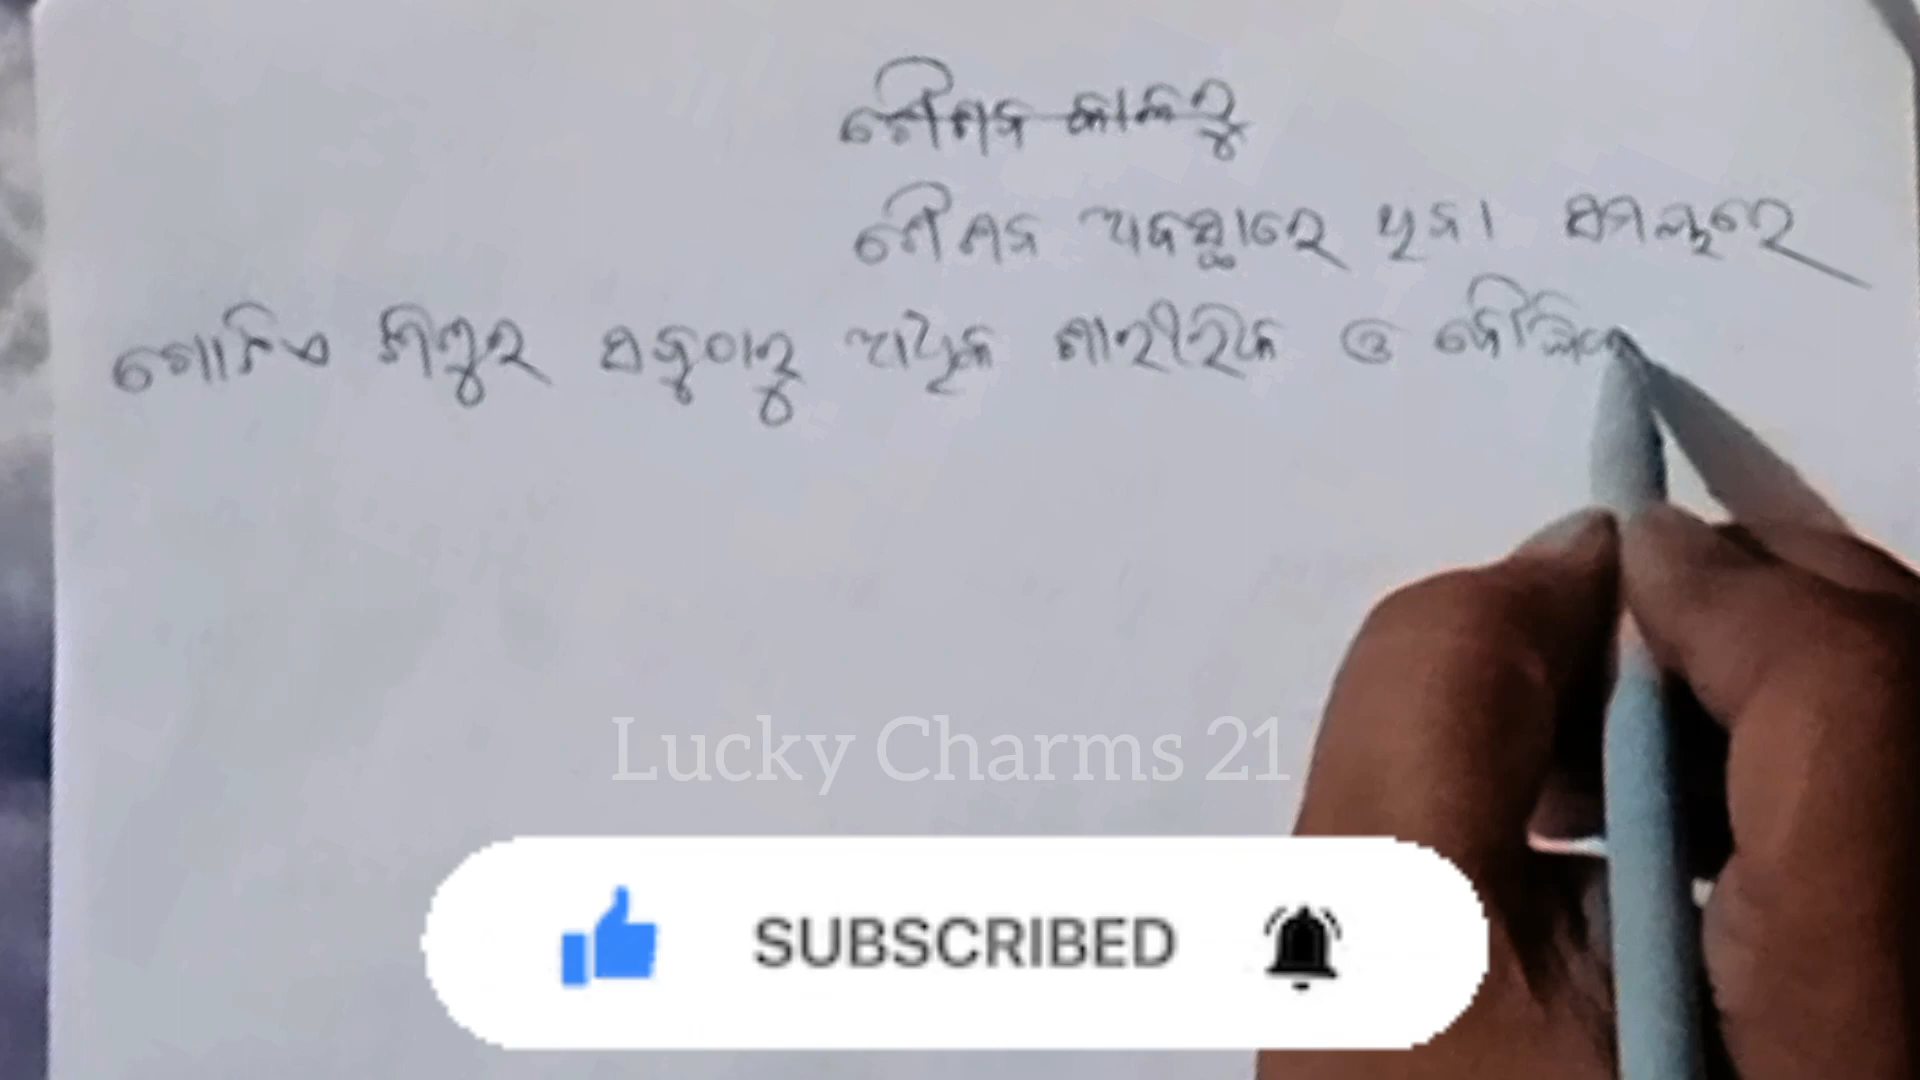 ଶୈଶବ କାଳରୁ
ଶୈଶବ ଅବସ୍ଥାରେ
ଗୋଟିଏ ଶିଶୁର ସବୁଠାରୁ ଅଧିକ ଶାରୀରିକ ଓ
Lucky Charms 21
SUBSCRIBED